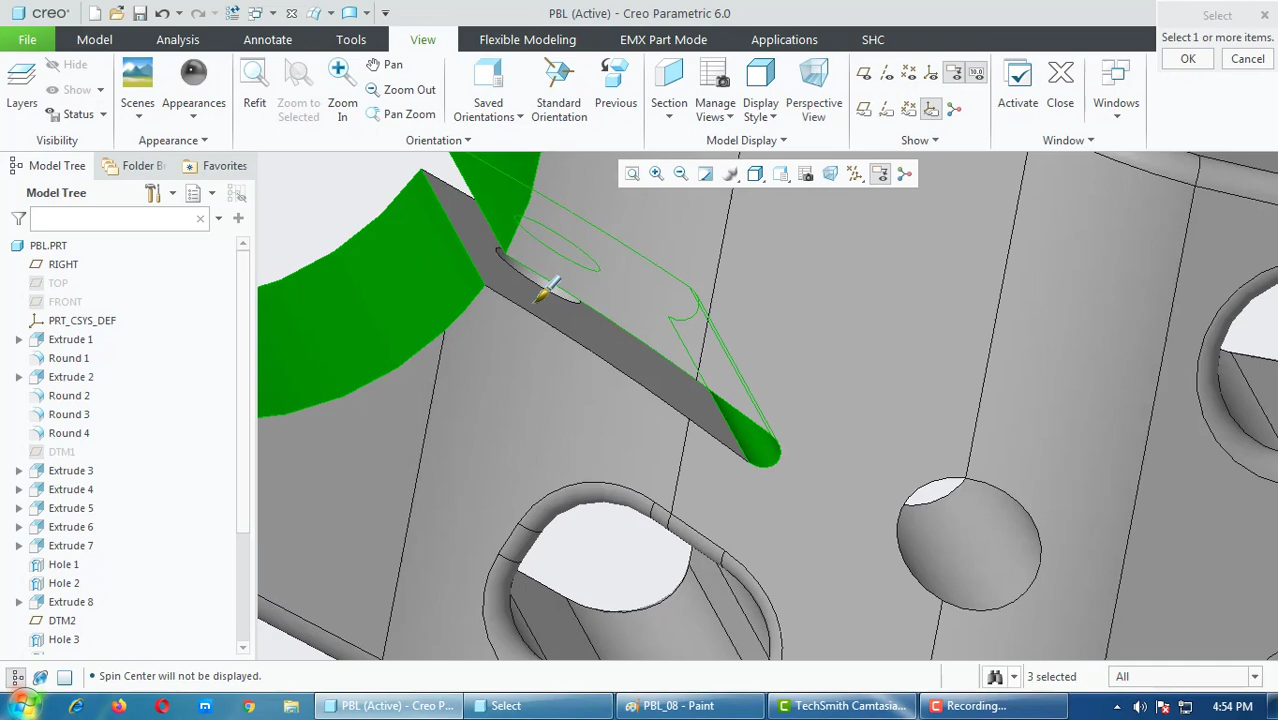 creo
PBL (Active) - Creo Parametric 6.0
Select
Select 1 or more items.
OK
Cancel
File
Model
Analysis
Annotate
Tools
View
Flexible Modeling
EMX Part Mode
Applications
SHC
Layers
Hide
Show
Status
Visibility
Scenes
Appearances
Appearance
Refit
Zoom to Selected
Zoom In
Pan
Zoom Out
Pan Zoom
Saved Orientations
Standard Orientation
Previous
Orientation
Section
Manage Views
Display Style
Perspective View
Model Display
Show
Activate
Close
Windows
Window
Model Tree
Folder B
Favorites
Model Tree
PBL.PRT
RIGHT
TOP
FRONT
PRT_CSYS_DEF
Extrude 1
Round 1
Extrude 2
Round 2
Round 3
Round 4
DTM1
Extrude 3
Extrude 4
Extrude 5
Extrude 6
Extrude 7
Hole 1
Hole 2
Extrude 8
DTM2
Hole 3
• Spin Center will not be displayed.
3 selected
All
PBL (Active) - Creo P...
Select
PBL_08 - Paint
TechSmith Camtasia...
Recording...
4:54 PM